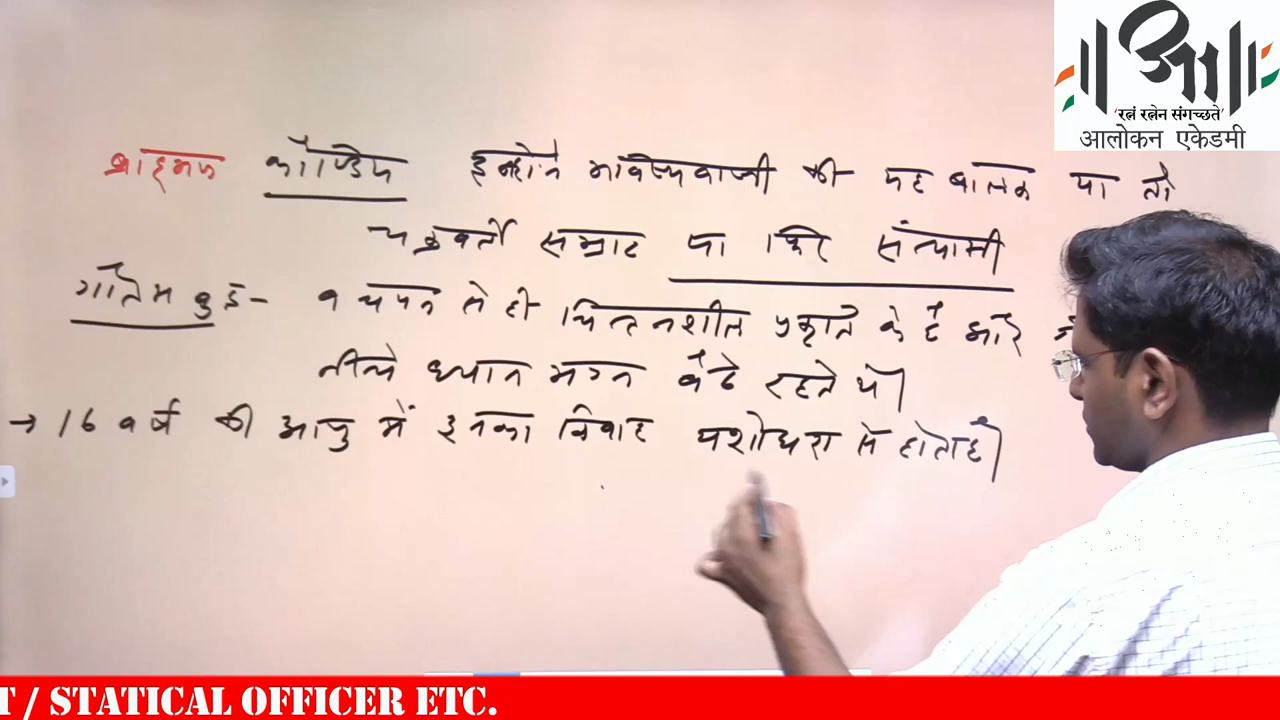 'रत्नं रत्नेन संगच्छते'
आलोकन एकेडमी
ब्राह्मण कौण्डिय इन्होंने भविष्यवाणी की यह बालक या तो
चक्रवर्ती सम्राट या फिर संन्यासी
गौतम बुद्ध - बचपन से ही चिन्तनशील प्रकृति के है और
नीचे ध्यान मग्न बैठे रहते थे।
→ 16 वर्ष की आयु में इनका विवाह यशोधरा से होता है।
T / STATICAL OFFICER ETC.